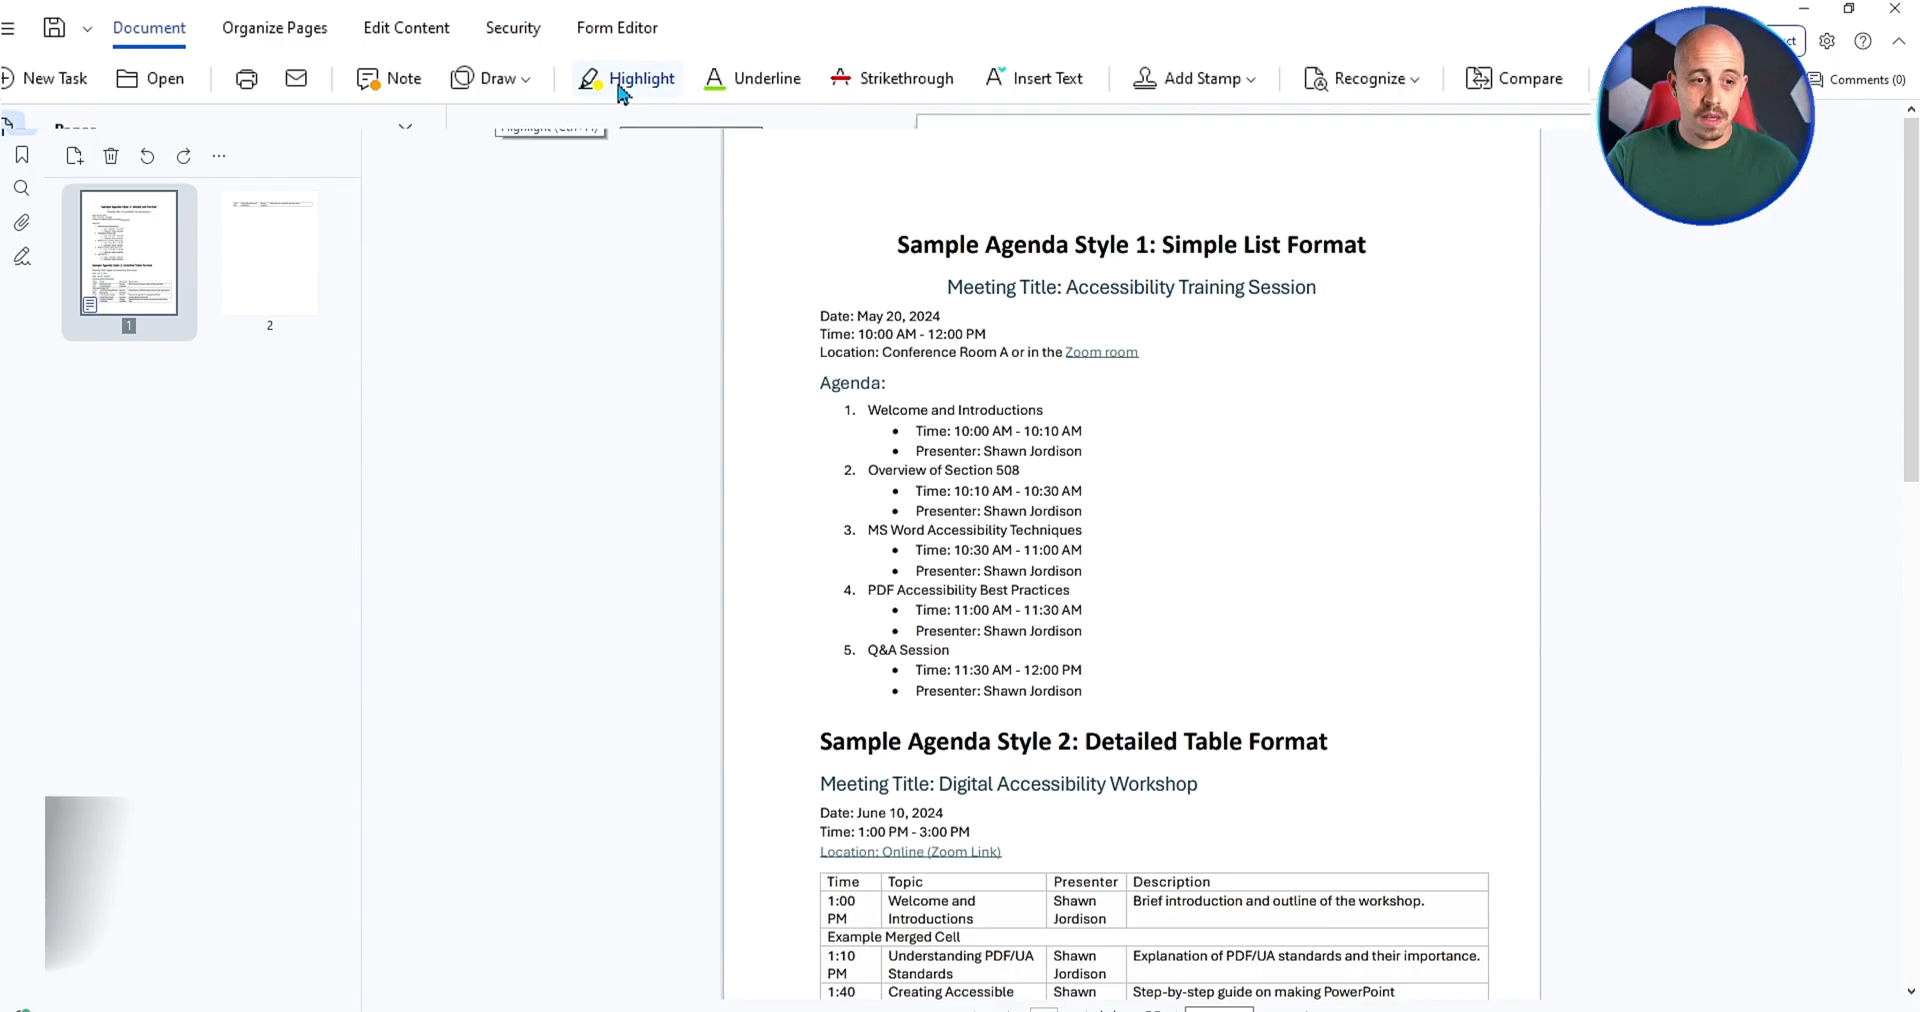 Document Organize Pages Edit Content Security Form Editor
New Task Open Note Draw Highlight Underline Strikethrough Insert Text Add Stamp Recognize Compare Comments (0)
1
2
Sample Agenda Style 1: Simple List Format
Meeting Title: Accessibility Training Session
Date: May 20, 2024
Time: 10:00 AM - 12:00 PM
Location: Conference Room A or in the Zoom room
Agenda:
1. Welcome and Introductions
• Time: 10:00 AM - 10:10 AM
• Presenter: Shawn Jordison
2. Overview of Section 508
• Time: 10:10 AM - 10:30 AM
• Presenter: Shawn Jordison
3. MS Word Accessibility Techniques
• Time: 10:30 AM - 11:00 AM
• Presenter: Shawn Jordison
4. PDF Accessibility Best Practices
• Time: 11:00 AM - 11:30 AM
• Presenter: Shawn Jordison
5. Q&A Session
• Time: 11:30 AM - 12:00 PM
• Presenter: Shawn Jordison
Sample Agenda Style 2: Detailed Table Format
Meeting Title: Digital Accessibility Workshop
Date: June 10, 2024
Time: 1:00 PM - 3:00 PM
Location: Online (Zoom Link)
Time Topic Presenter Description
1:00 Welcome and Shawn Brief introduction and outline of the workshop.
PM Introductions Jordison
Example Merged Cell
1:10 Understanding PDF/UA Shawn Explanation of PDF/UA standards and their importance.
PM Standards Jordison
1:40 Creating Accessible Shawn Step-by-step guide on making PowerPoint